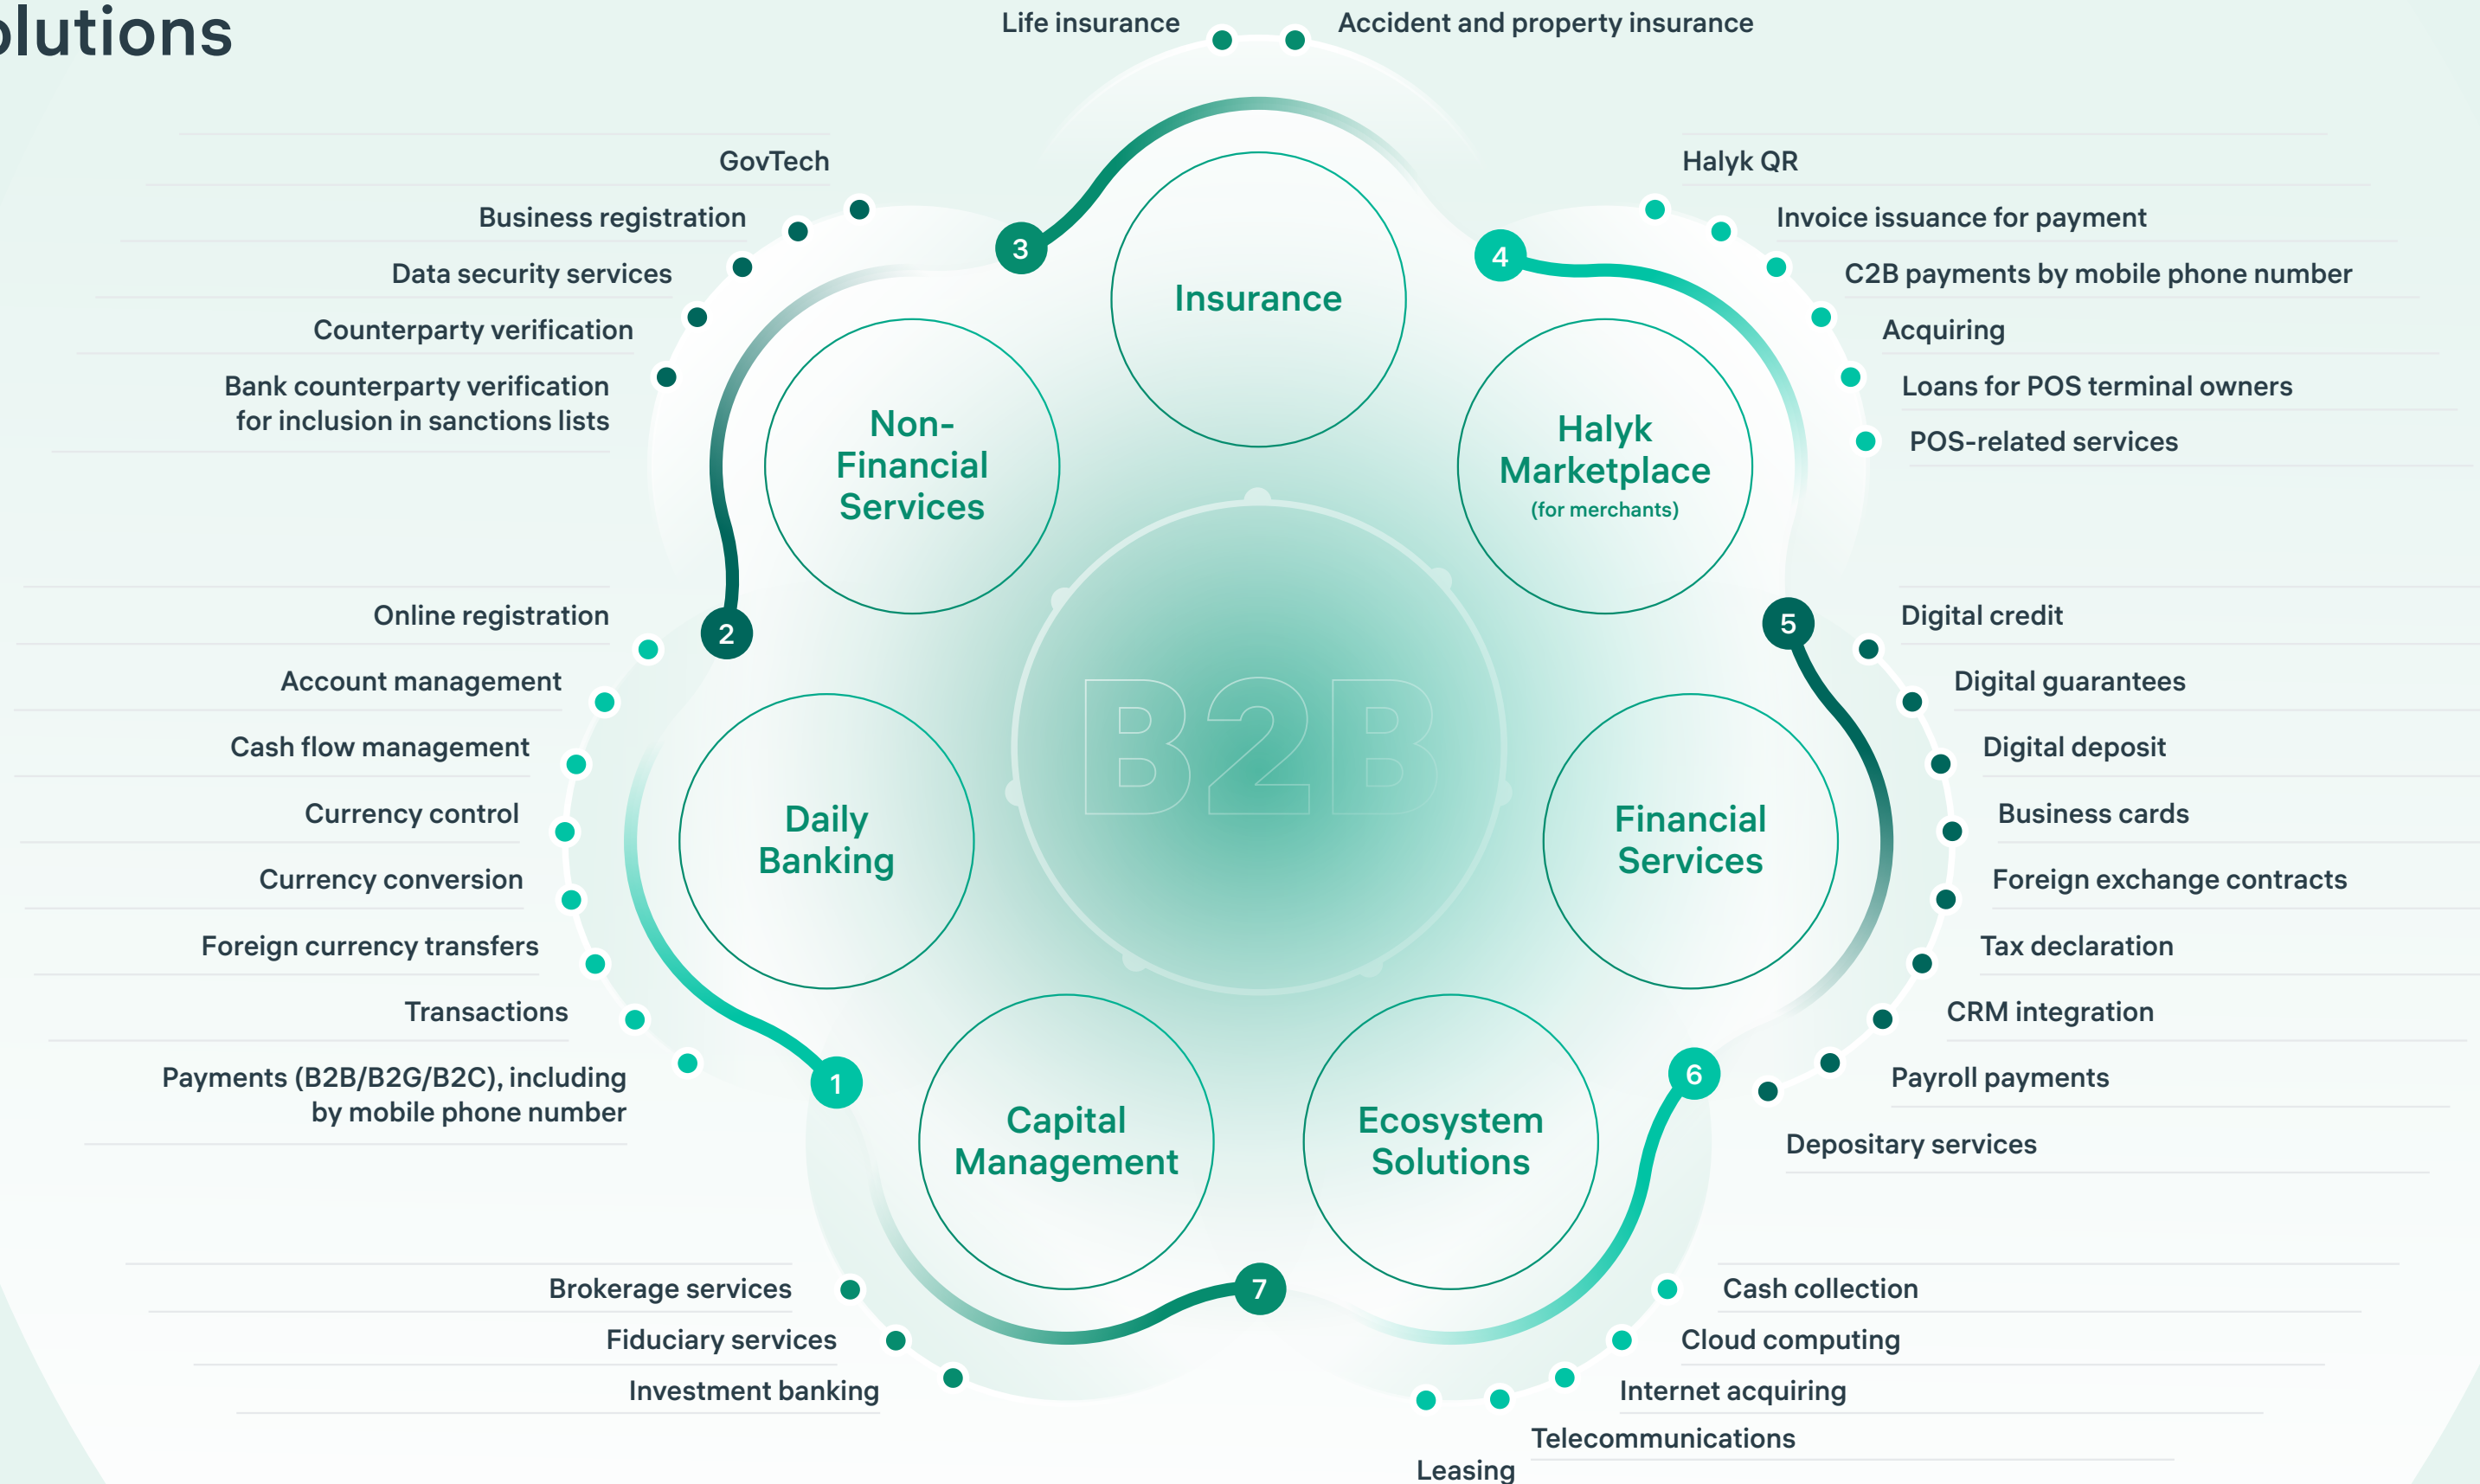 olutions
Life insurance
Accident and property insurance
GovTech
Business registration
Data security services
Counterparty verification
Bank counterparty verification
for inclusion in sanctions lists
Halyk QR
Invoice issuance for payment
C2B payments by mobile phone number
Acquiring
Loans for POS terminal owners
POS-related services
3
Insurance
4
Non-
Financial
Services
Halyk
Marketplace
(for merchants)
Online registration
Account management
Cash flow management
Currency control
Currency conversion
Foreign currency transfers
Transactions
Payments (B2B/B2G/B2C), including
by mobile phone number
2
Daily
Banking
B2B
5
Financial
Services
Digital credit
Digital guarantees
Digital deposit
Business cards
Foreign exchange contracts
Tax declaration
CRM integration
Payroll payments
Depositary services
1
Capital
Management
Ecosystem
Solutions
6
7
Brokerage services
Fiduciary services
Investment banking
Cash collection
Cloud computing
Internet acquiring
Telecommunications
Leasing